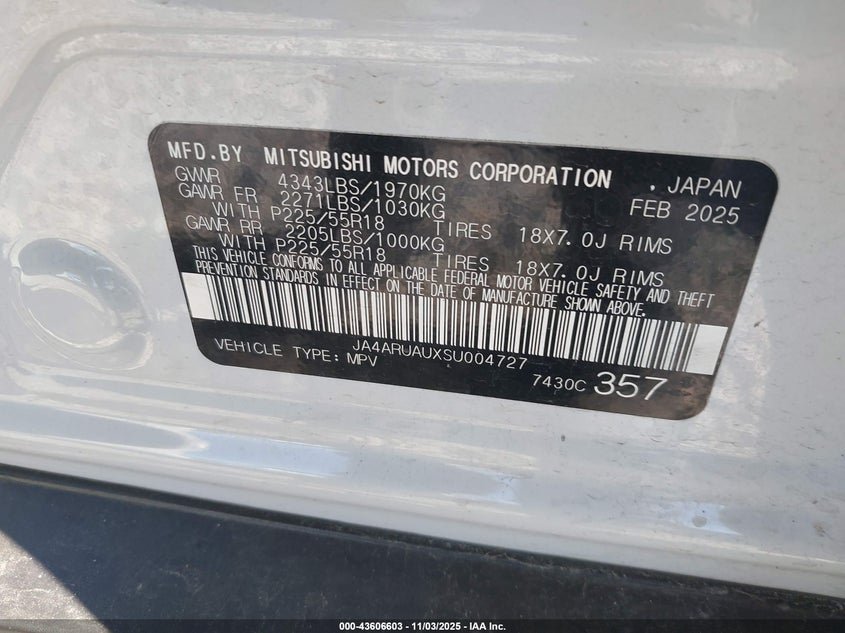 MFD.BY MITSUBISHI MOTORS CORPORATION . JAPAN
GVWR 4343LBS/1970KG FEB 2025
GAWR FR 2271LBS/1030KG
WITH P225/55R18 TIRES 18X7.0J RIMS
GAWR RR 2205LBS/1000KG
WITH P225/55R18 TIRES 18X7.0J RIMS
THIS VEHICLE CONFORMS TO ALL APPLICABLE FEDERAL MOTOR VEHICLE SAFETY AND THEFT
PREVENTION STANDARDS IN EFFECT ON THE DATE OF MANUFACTURE SHOWN ABOVE.
JA4ARUAUXSU004727
VEHICLE TYPE:MPV 7430C 357
000-43606603 — 11/03/2025 — IAA Inc.